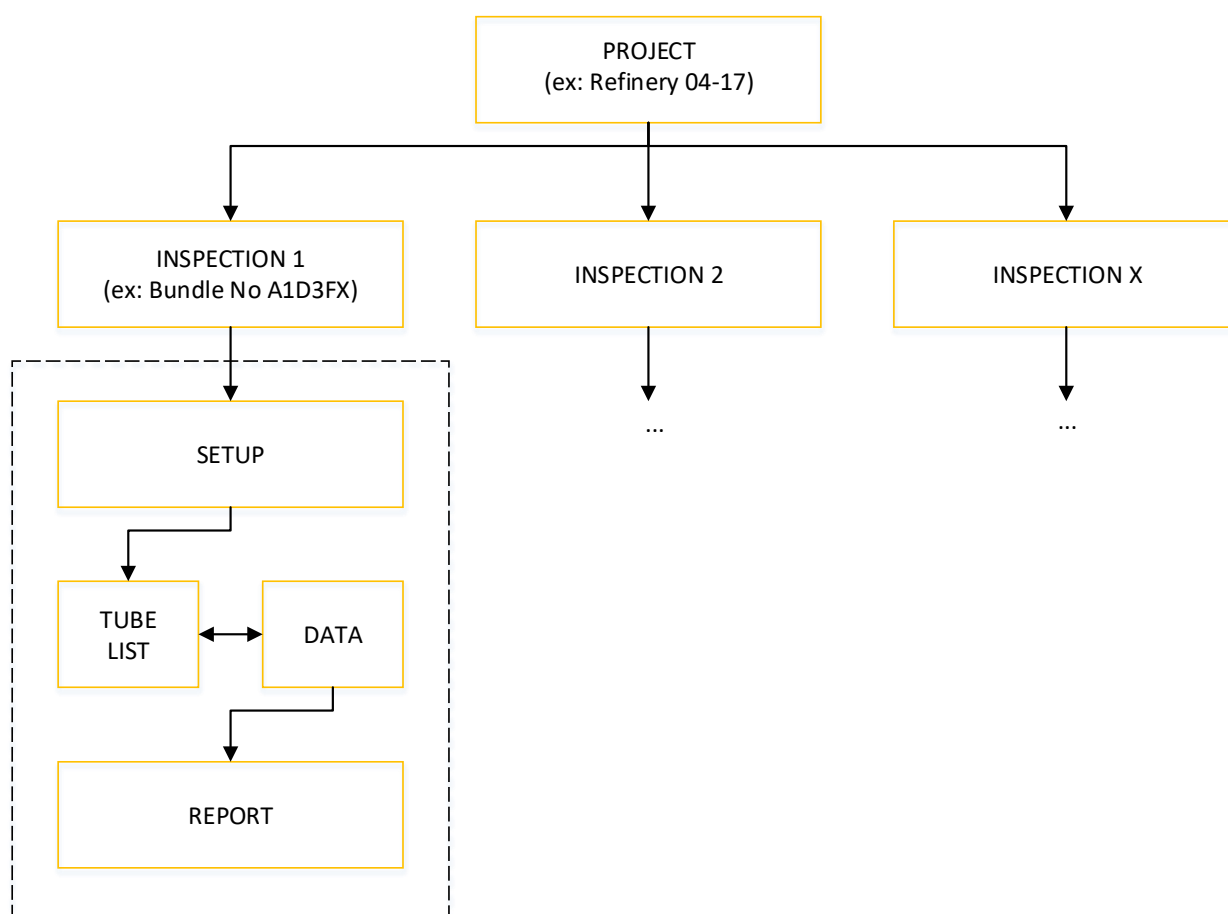 PROJECT
(ex: Refinery 04-17)
INSPECTION 1
(ex: Bundle No A1D3FX)
INSPECTION 2
INSPECTION X
SETUP
...
...
TUBE
LIST
DATA
REPORT